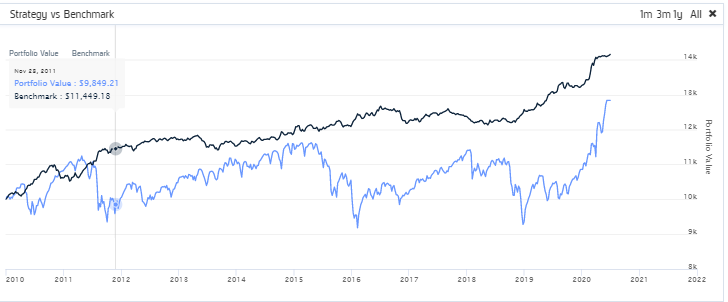 Strategy vs Benchmark
1m 3m 1y All ✖
Portfolio Value Benchmark
Nov 28, 2011
Portfolio Value : $9,849.21
Benchmark : $11,449.18
14k
13k
12k
11k
10k
9k
8k
Portfolio Value
2010 2011 2012 2013 2014 2015 2016 2017 2018 2019 2020 2021 2022